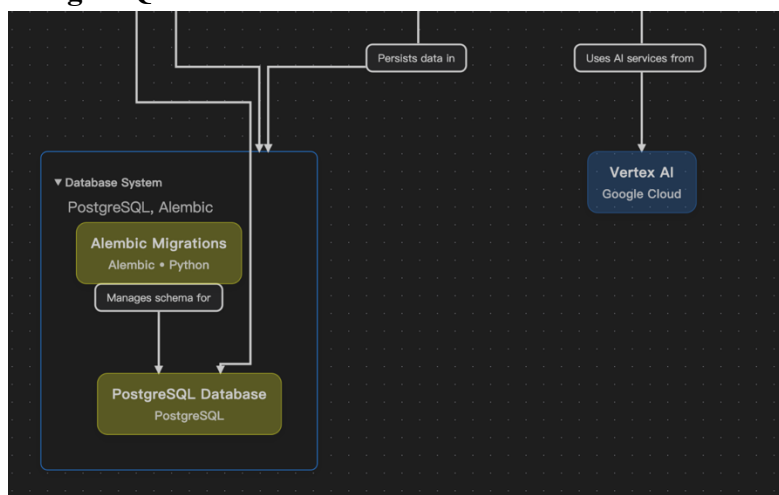 Persists data in
Uses AI services from
Vertex AI
Google Cloud
▼ Database System
PostgreSQL, Alembic
Alembic Migrations
Alembic • Python
Manages schema for
PostgreSQL Database
PostgreSQL